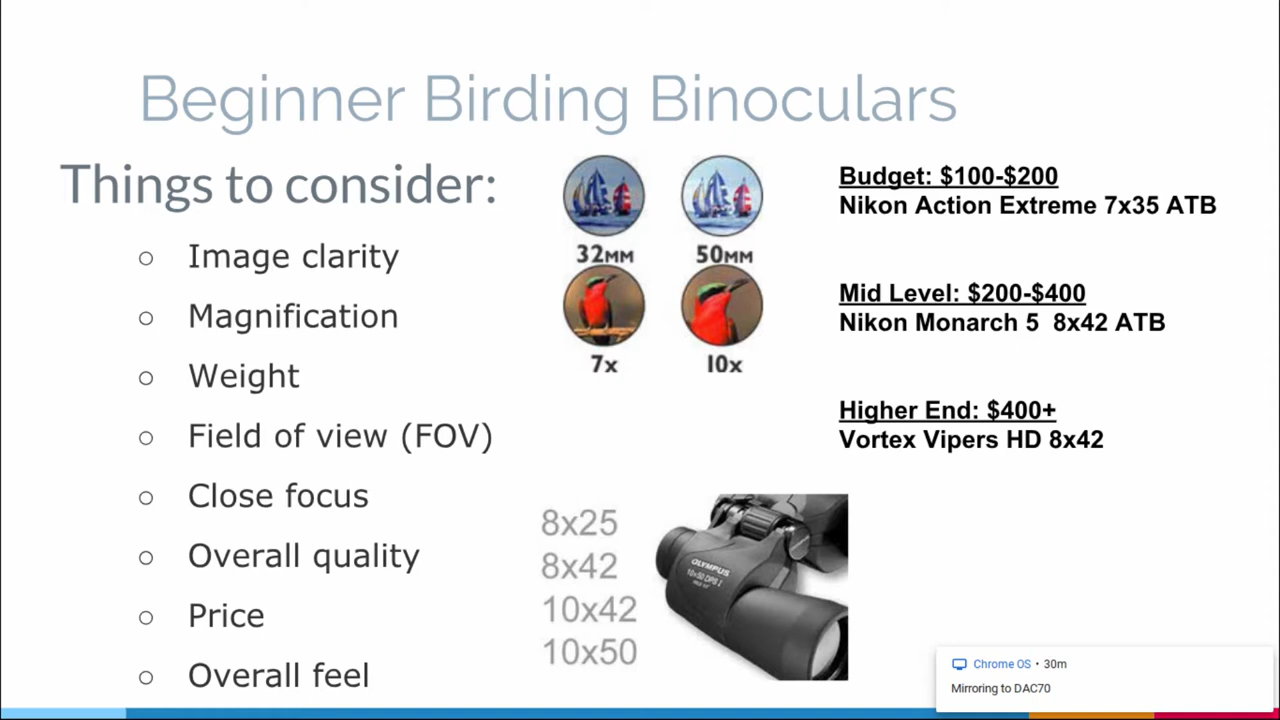 Beginner Birding Binoculars
Things to consider:
Image clarity
Magnification
Weight
Field of view (FOV)
Close focus
Overall quality
Price
Overall feel
32MM 50MM
7x 10x
Budget: $100-$200
Nikon Action Extreme 7x35 ATB
Mid Level: $200-$400
Nikon Monarch 5 8x42 ATB
Higher End: $400+
Vortex Vipers HD 8x42
8x25
8x42
10x42
10x50
OLYMPUS
10x50 DPS I
Chrome OS • 30m
Mirroring to DAC70